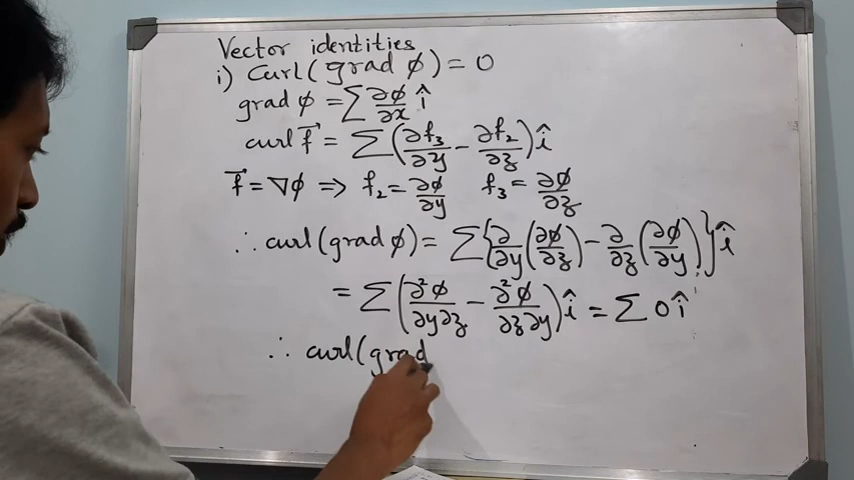 Vector identities
i) Curl(grad φ) = 0
grad φ = ∑ ∂φ/∂x î
curl f⃗ = ∑(∂f₃/∂y − ∂f₂/∂z)î
f⃗ = ∇φ ⇒ f₂ = ∂φ/∂y f₃ = ∂φ/∂z
∴ curl(grad φ) = ∑{∂/∂y(∂φ/∂z) − ∂/∂z(∂φ/∂y)}î
= ∑(∂²φ/∂y∂z − ∂²φ/∂z∂y)î = ∑ 0 î
∴ curl(grad